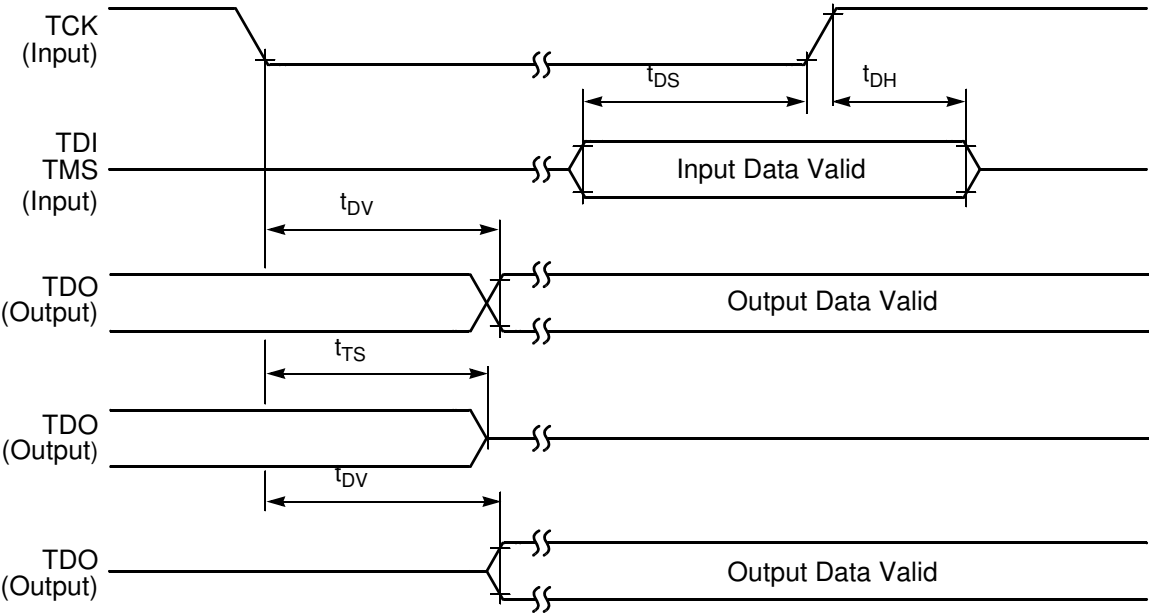 TCK
(Input)
tDS
tDH
TDI
TMS
(Input)
Input Data Valid
tDV
TDO
(Output)
Output Data Valid
tTS
TDO
(Output)
tDV
TDO
(Output)
Output Data Valid